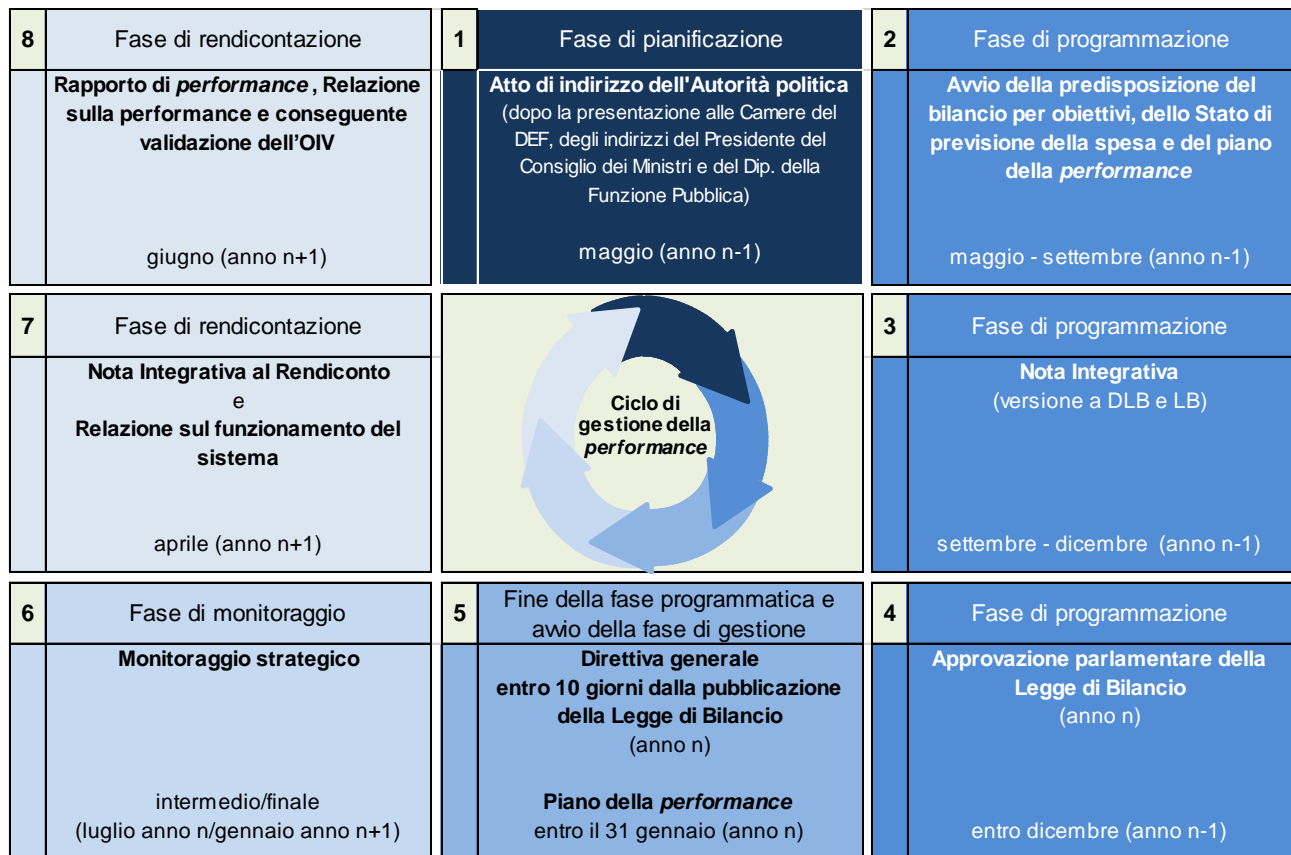 8 Fase di rendicontazione
Rapporto di performance , Relazione
sulla performance e conseguente
validazione dell'OIV
giugno (anno n+1)
1 Fase di pianificazione
Atto di indirizzo dell'Autorità politica
(dopo la presentazione alle Camere del
DEF, degli indirizzi del Presidente del
Consiglio dei Ministri e del Dip. della
Funzione Pubblica)
maggio (anno n-1)
2 Fase di programmazione
Avvio della predisposizione del
bilancio per obiettivi, dello Stato di
previsione della spesa e del piano
della performance
maggio - settembre (anno n-1)
7 Fase di rendicontazione
Nota Integrativa al Rendiconto
e
Relazione sul funzionamento del
sistema
aprile (anno n+1)
Ciclo di
gestione della
performance
3 Fase di programmazione
Nota Integrativa
(versione a DLB e LB)
settembre - dicembre (anno n-1)
6 Fase di monitoraggio
Monitoraggio strategico
intermedio/finale
(luglio anno n/gennaio anno n+1)
5 Fine della fase programmatica e
avvio della fase di gestione
Direttiva generale
entro 10 giorni dalla pubblicazione
della Legge di Bilancio
(anno n)
Piano della performance
entro il 31 gennaio (anno n)
4 Fase di programmazione
Approvazione parlamentare della
Legge di Bilancio
(anno n)
entro dicembre (anno n-1)